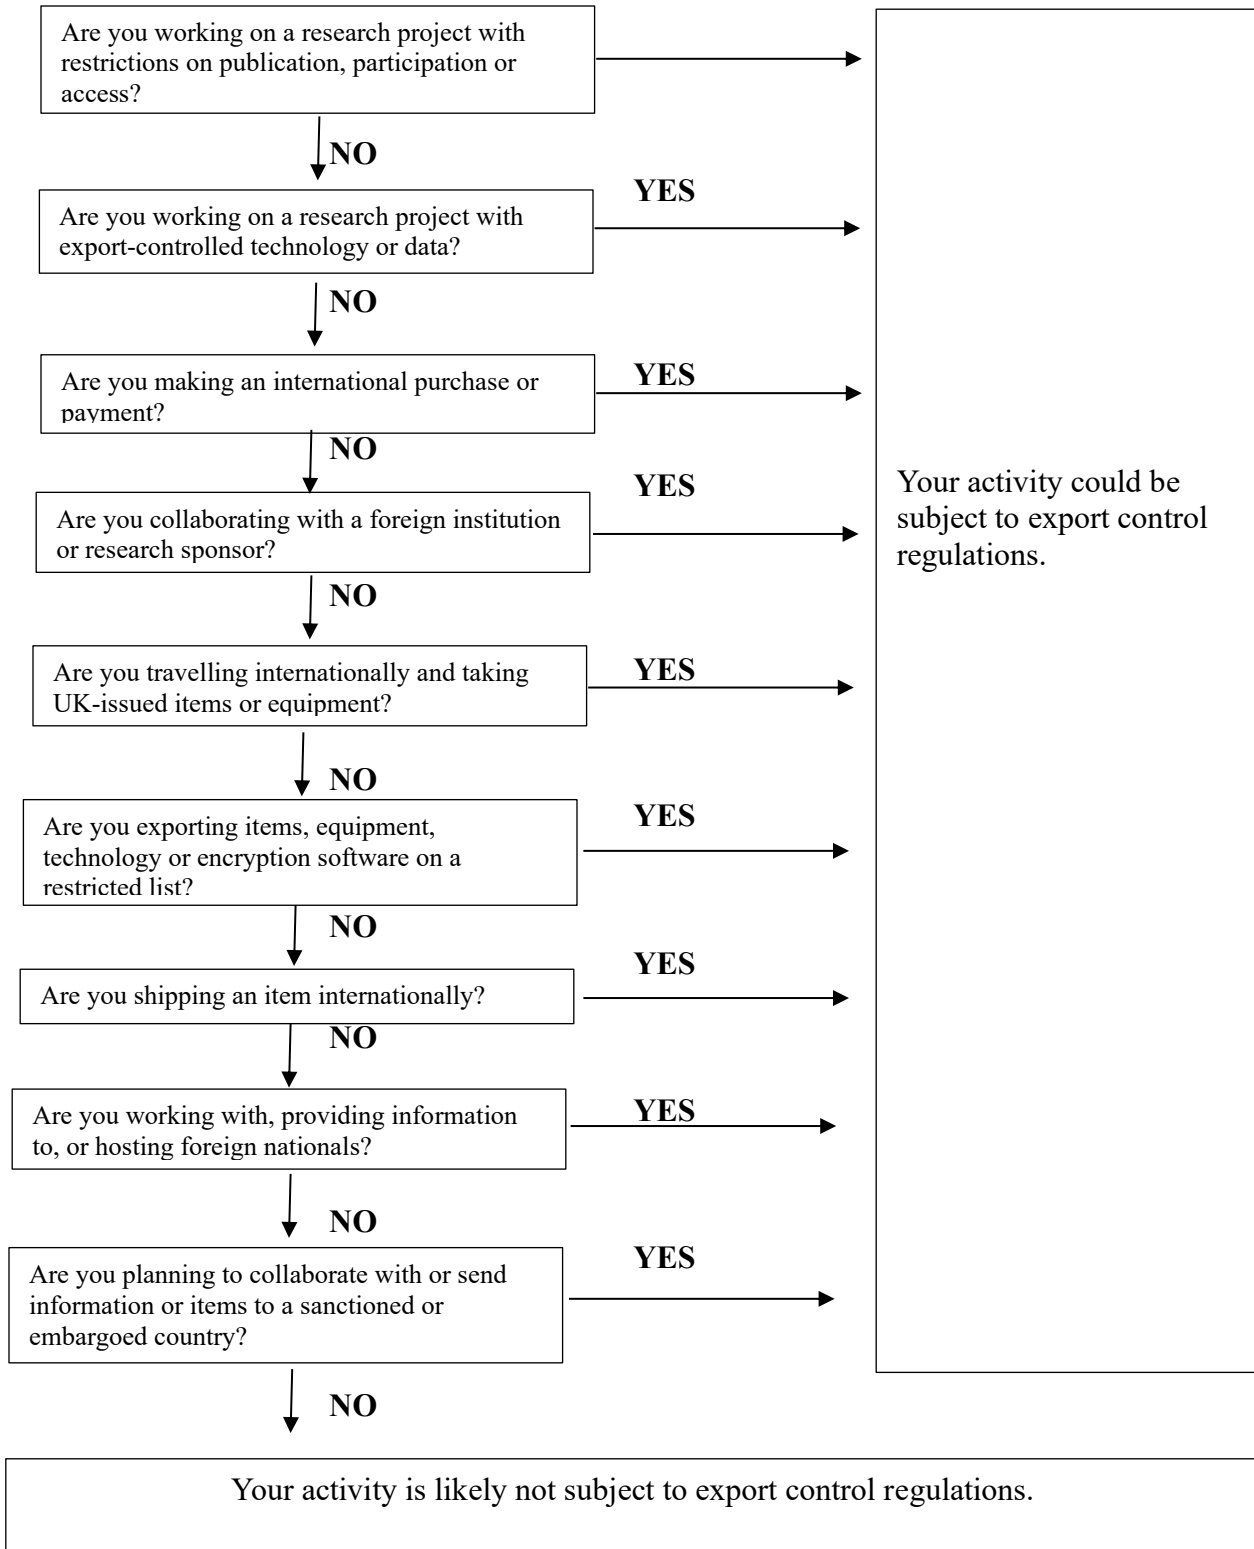 Are you working on a research project with
restrictions on publication, participation or
access?
NO
YES
Are you working on a research project with
export-controlled technology or data?
NO
Are you making an international purchase or
payment?
YES
NO
YES
Are you collaborating with a foreign institution
or research sponsor?
Your activity could be
subject to export control
regulations.
NO
Are you travelling internationally and taking
UK-issued items or equipment?
YES
NO
Are you exporting items, equipment,
technology or encryption software on a
restricted list?
YES
NO
YES
Are you shipping an item internationally?
NO
Are you working with, providing information
to, or hosting foreign nationals?
YES
NO
YES
Are you planning to collaborate with or send
information or items to a sanctioned or
embargoed country?
NO
Your activity is likely not subject to export control regulations.